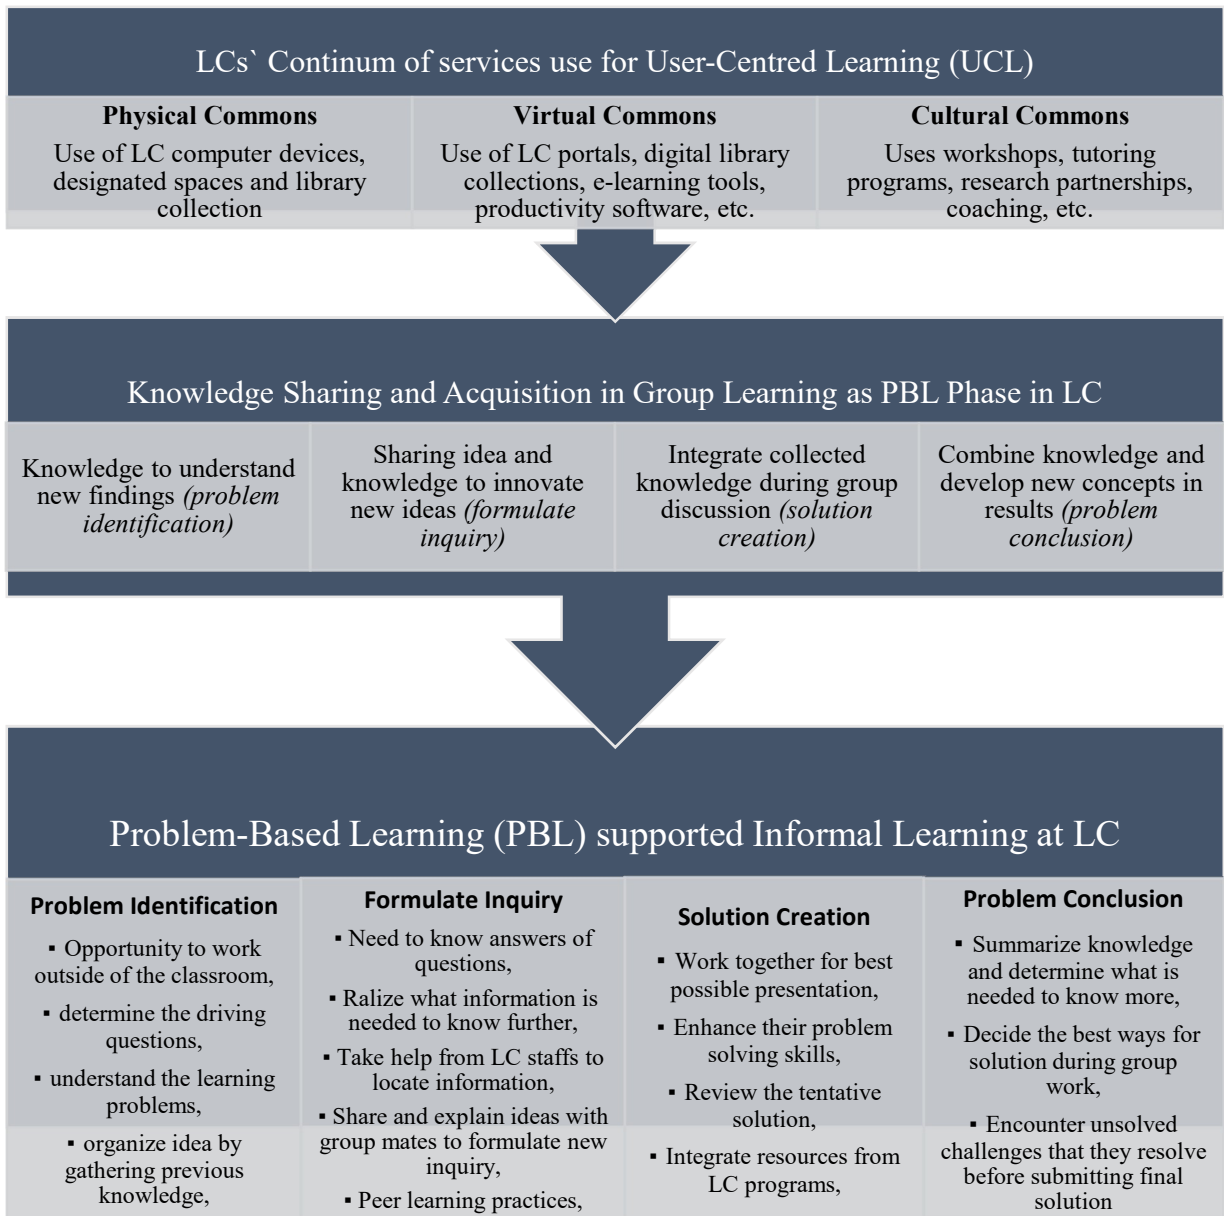 LCs` Continum of services use for User-Centred Learning (UCL)
Physical Commons
Use of LC computer devices,
designated spaces and library
collection
Virtual Commons
Use of LC portals, digital library
collections, e-learning tools,
productivity software, etc.
Cultural Commons
Uses workshops, tutoring
programs, research partnerships,
coaching, etc.
Knowledge Sharing and Acquisition in Group Learning as PBL Phase in LC
Knowledge to understand
new findings (problem
identification)
Sharing idea and
knowledge to innovate
new ideas (formulate
inquiry)
Integrate collected
knowledge during group
discussion (solution
creation)
Combine knowledge and
develop new concepts in
results (problem
conclusion)
Problem-Based Learning (PBL) supported Informal Learning at LC
Problem Identification
▪ Opportunity to work
outside of the classroom,
▪ determine the driving
questions,
▪ understand the learning
problems,
▪ organize idea by
gathering previous
knowledge,
Formulate Inquiry
▪ Need to know answers of
questions,
▪ Ralize what information is
needed to know further,
▪ Take help from LC staffs to
locate information,
▪ Share and explain ideas with
group mates to formulate new
inquiry,
▪ Peer learning practices,
Solution Creation
▪ Work together for best
possible presentation,
▪ Enhance their problem
solving skills,
▪ Review the tentative
solution,
▪ Integrate resources from
LC programs,
Problem Conclusion
▪ Summarize knowledge
and determine what is
needed to know more,
▪ Decide the best ways for
solution during group
work,
▪ Encounter unsolved
challenges that they resolve
before submitting final
solution